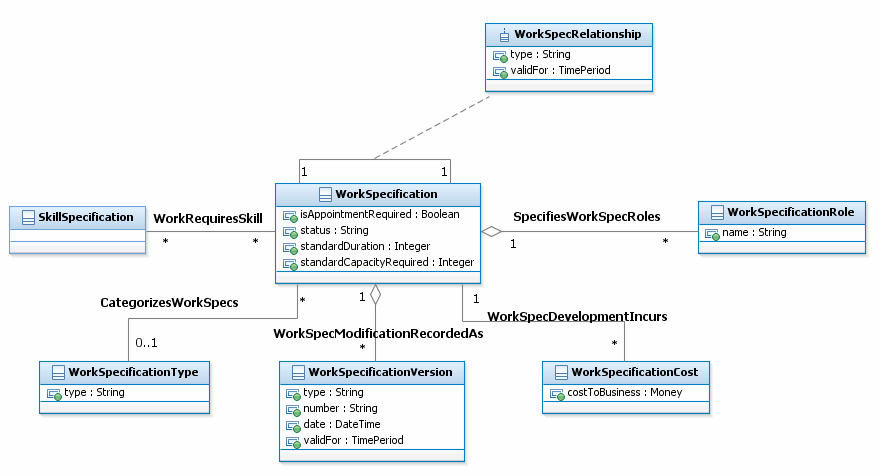 WorkSpecRelationship
type : String
validFor : TimePeriod
1
1
WorkSpecification
isAppointmentRequired : Boolean
status : String
standardDuration : Integer
standardCapacityRequired : Integer
SkillSpecification
WorkRequiresSkill
*
*
SpecifiesWorkSpecRoles
1
*
WorkSpecificationRole
name : String
CategorizesWorkSpecs
*
0..1
1
WorkSpecModificationRecordedAs
*
1
WorkSpecDevelopmentIncurs
*
WorkSpecificationType
type : String
WorkSpecificationVersion
type : String
number : String
date : DateTime
validFor : TimePeriod
WorkSpecificationCost
costToBusiness : Money